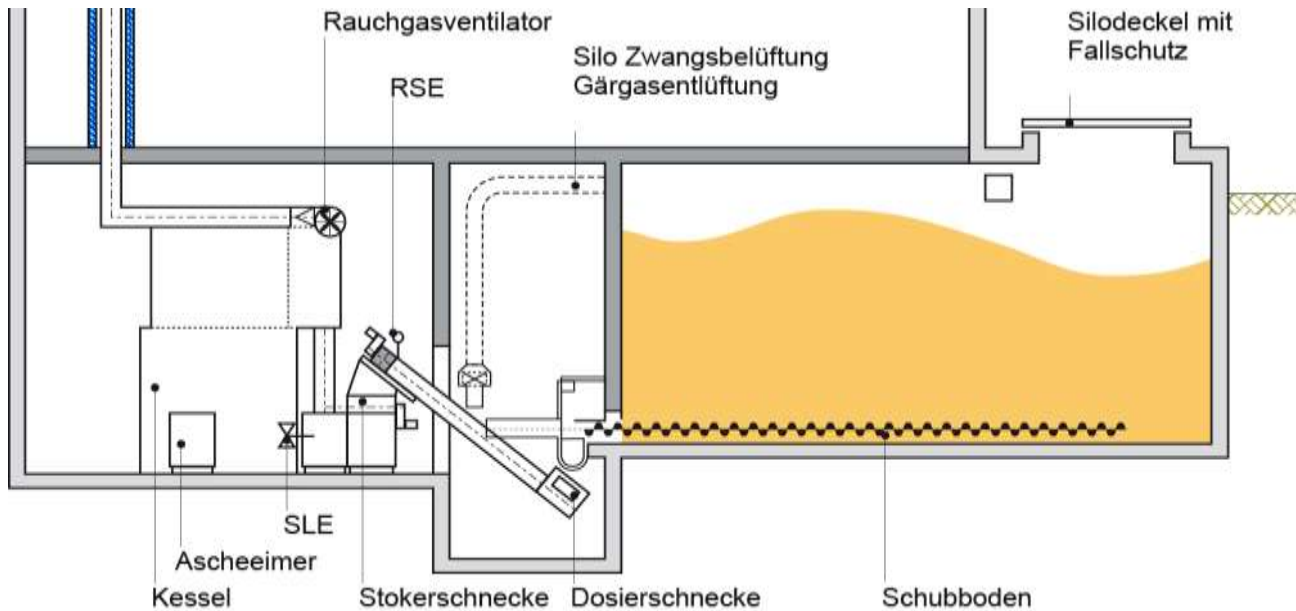 Rauchgasventilator
Silodeckel mit
Fallschutz
Silo Zwangsbelüftung
Gärgasentlüftung
RSE
SLE
Ascheeimer
Kessel
Stokerschnecke
Dosierschnecke
Schubboden